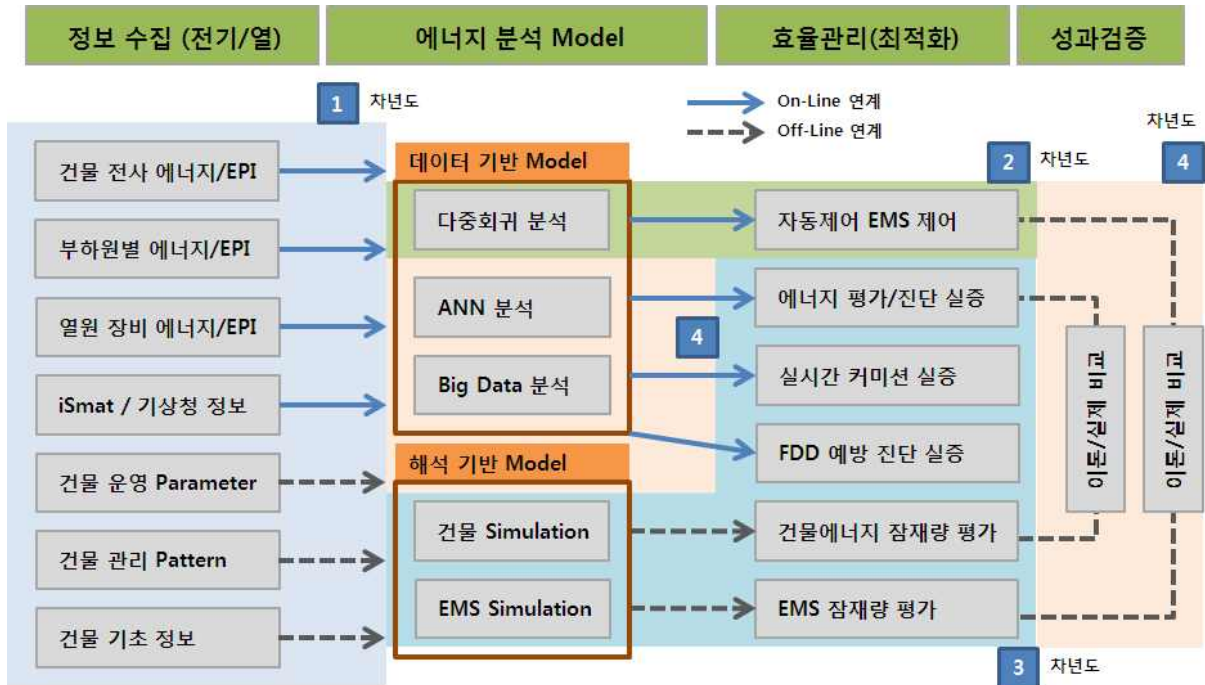 정보 수집 (전기/열)
에너지 분석 Model
효율관리(최적화)
성과검증
1 차년도
On-Line 연계
Off-Line 연계
차년도
4
2 차년도
건물 전사 에너지/EPI
부하원별 에너지/EPI
열원 장비 에너지/EPI
iSmat / 기상청 정보
건물 운영 Parameter
건물 관리 Pattern
건물 기초 정보
데이터 기반 Model
다중회귀 분석
ANN 분석
Big Data 분석
4
해석 기반 Model
건물 Simulation
EMS Simulation
자동제어 EMS 제어
에너지 평가/진단 실증
실시간 커미션 실증
FDD 예방 진단 실증
건물에너지 잠재량 평가
EMS 잠재량 평가
이돈/실제 비교
이돈/실제 비교
3 차년도